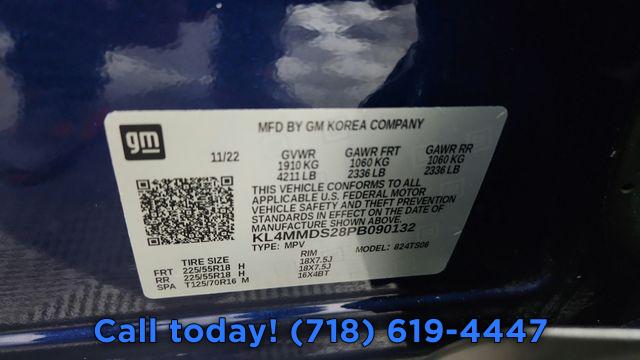 gm
MFD BY GM KOREA COMPANY
11/22 GVWR GAWR FRT GAWR RR
1910 KG 1060 KG 1060 KG
4211 LB 2336 LB 2336 LB
THIS VEHICLE CONFORMS TO ALL
APPLICABLE U.S. FEDERAL MOTOR
VEHICLE SAFETY AND THEFT PREVENTION
STANDARDS IN EFFECT ON THE DATE OF
MANUFACTURE SHOWN ABOVE.
KL4MMDS28PB090132
TYPE: MPV MODEL: 824TS06
TIRE SIZE RIM
FRT 225/55R18 H 18X7.5J
RR 225/55R18 H 18X7.5J
SPA T125/70R16 M 16X4BT
Call today! (718) 619-4447